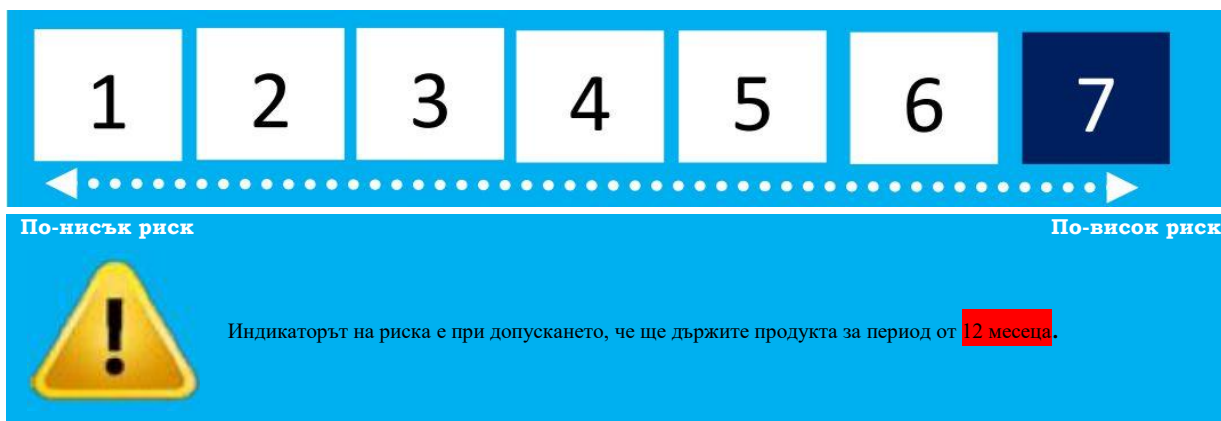 1 2 3 4 5 6 7
По-нисък риск По-висок риск
Индикаторът на риска е при допускането, че ще държите продукта за период от 12 месеца.